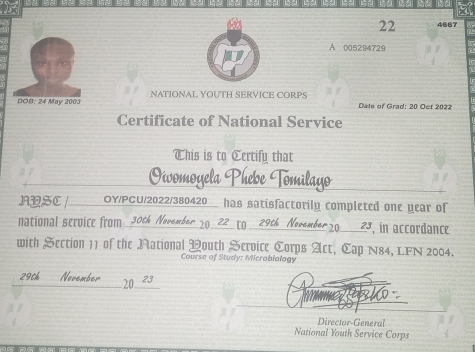 22
4667
A 005294729
DOB: 24 May 2003
NATIONAL YOUTH SERVICE CORPS
Date of Grad: 20 Oct 2022
Certificate of National Service
This is to Certify that
Owomoyela Phebe Tomilayo
NYSC/ OY/PCU/2022/380420 has satisfactorily completed one year of
national service from 30th November 20 22 to 29th November 20 23, in accordance
with Section 11 of the National Youth Service Corps Act, Cap N84, LFN 2004.
Course of Study: Microbiology
29th November 20 23
Director-General
National Youth Service Corps